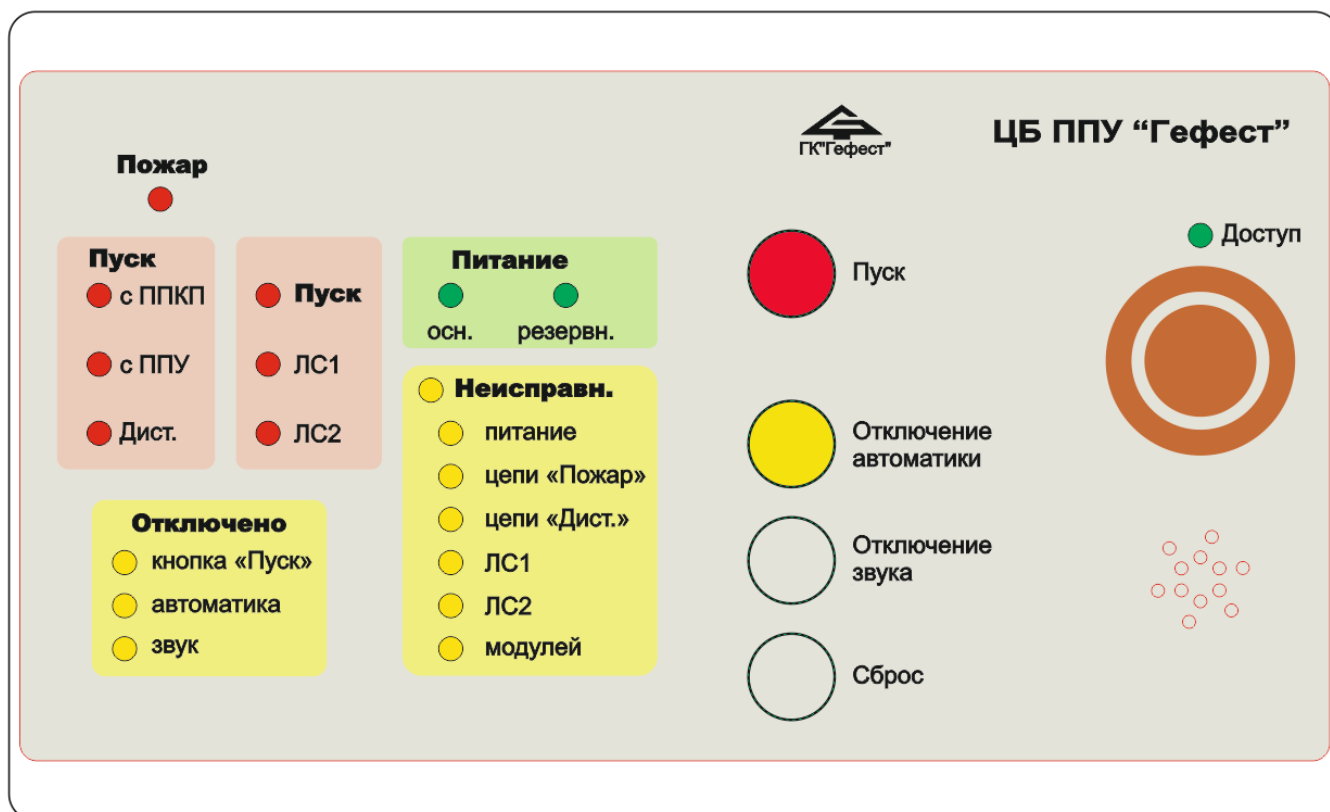 ГК"Гефест"
ЦБ ППУ “Гефест”
Пожар
Пуск
с ППКП
с ППУ
Дист.
Пуск
ЛС1
ЛС2
Питание
осн.
резервн.
Неисправн.
питание
цепи «Пожар»
цепи «Дист.»
ЛС1
ЛС2
модулей
Отключено
кнопка «Пуск»
автоматика
звук
Пуск
Отключение
автоматики
Отключение
звука
Сброс
Доступ